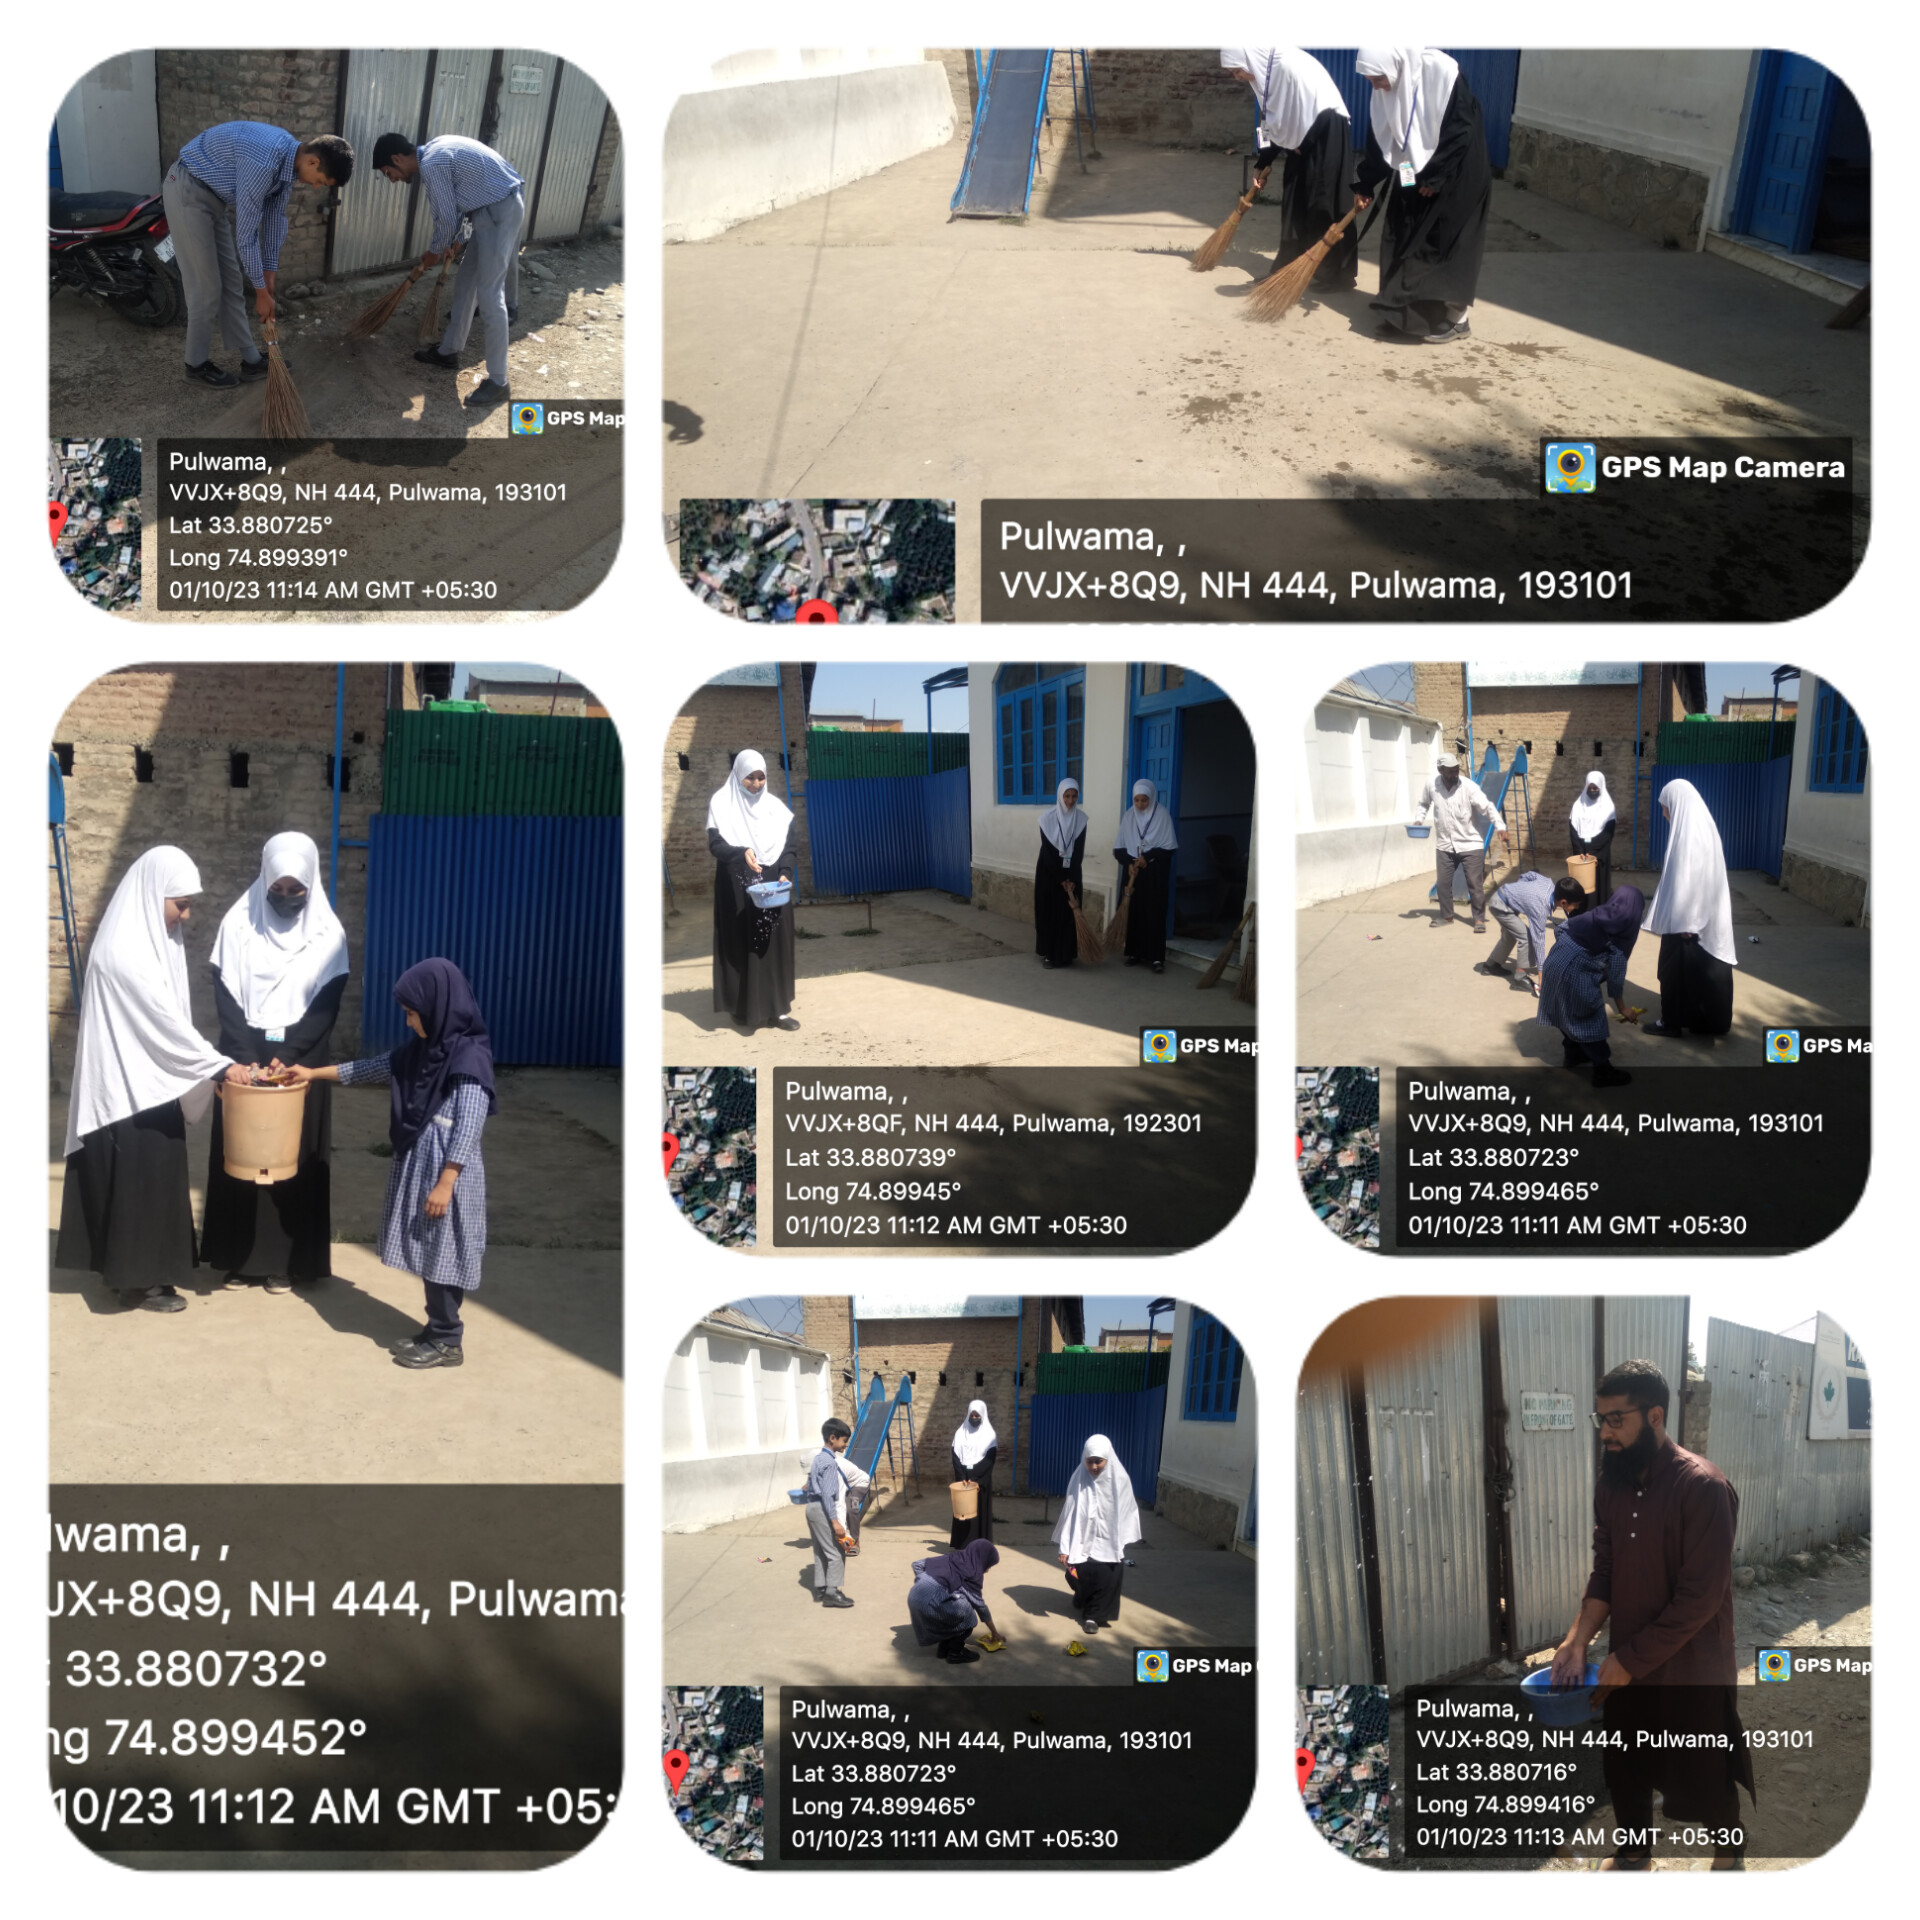 GPS Map
Pulwama, ,
VVJX+8Q9, NH 444, Pulwama, 193101
Lat 33.880725°
Long 74.899391°
01/10/23 11:14 AM GMT +05:30
GPS Map Camera
Pulwama, ,
VVJX+8Q9, NH 444, Pulwama, 193101
lwama, ,
JX+8Q9, NH 444, Pulwama
33.880732°
ng 74.899452°
10/23 11:12 AM GMT +05:
GPS Map
Pulwama, ,
VVJX+8QF, NH 444, Pulwama, 192301
Lat 33.880739°
Long 74.89945°
01/10/23 11:12 AM GMT +05:30
GPS Ma
Pulwama, ,
VVJX+8Q9, NH 444, Pulwama, 193101
Lat 33.880723°
Long 74.899465°
01/10/23 11:11 AM GMT +05:30
GPS Map
Pulwama, ,
VVJX+8Q9, NH 444, Pulwama, 193101
Lat 33.880723°
Long 74.899465°
01/10/23 11:11 AM GMT +05:30
NO PARKING
IN FRONT OF GATE
GPS Map
Pulwama, ,
VVJX+8Q9, NH 444, Pulwama, 193101
Lat 33.880716°
Long 74.899416°
01/10/23 11:13 AM GMT +05:30